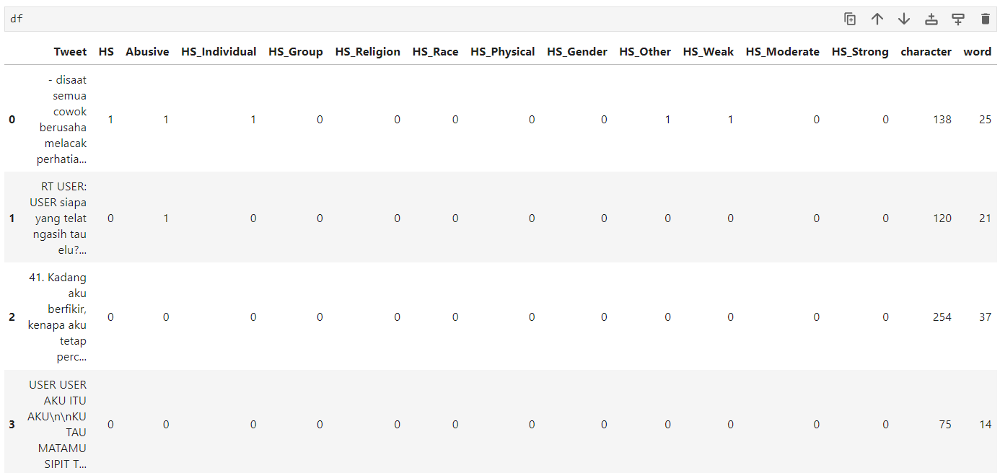 df
Tweet HS Abusive HS_Individual HS_Group HS_Religion HS_Race HS_Physical HS_Gender HS_Other HS_Weak HS_Moderate HS_Strong character word
- disaat
semua
cowok
berusaha
melacak
perhatia...
0 1 1 1 0 0 0 0 0 1 1 0 0 138 25
RT USER:
USER siapa
yang telat
ngasih tau
elu?...
1 0 1 0 0 0 0 0 0 0 0 0 0 120 21
41. Kadang
aku
berfikir,
kenapa aku
tetap
perc...
2 0 0 0 0 0 0 0 0 0 0 0 0 254 37
USER USER
AKU ITU
AKU\n\nKU
TAU
MATAMU
SIPIT T...
3 0 0 0 0 0 0 0 0 0 0 0 0 75 14